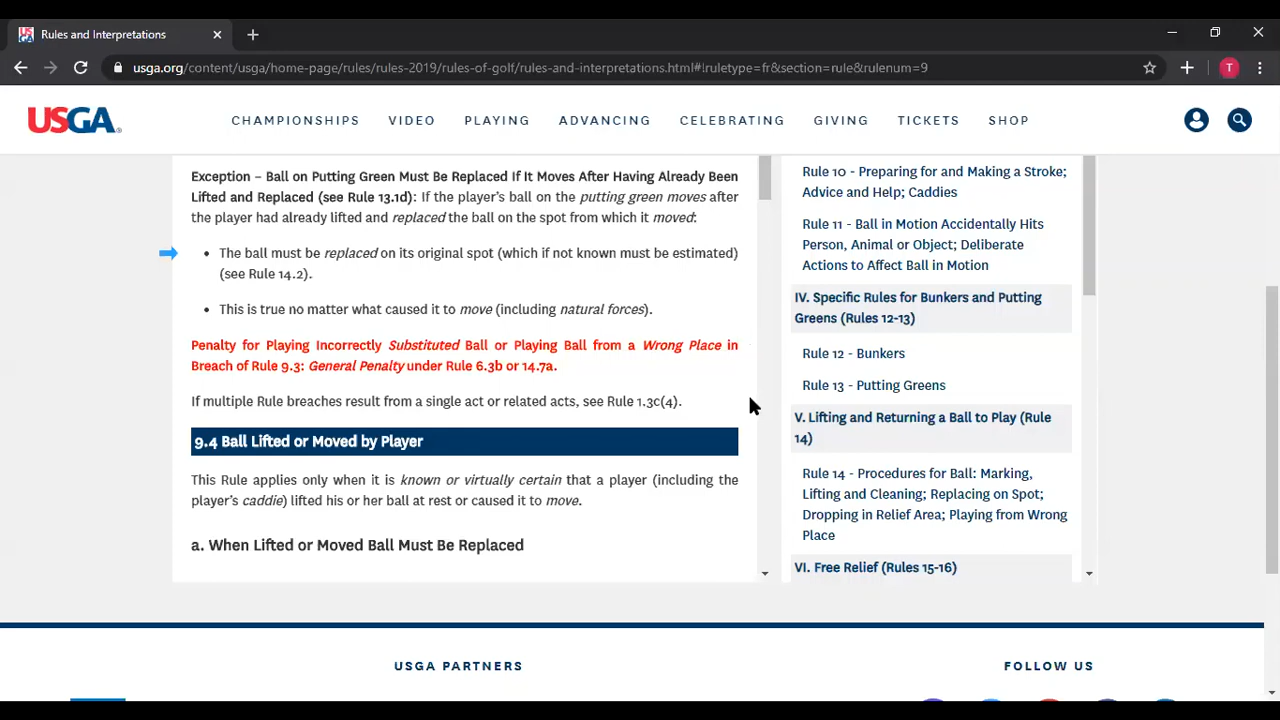 Rules and Interpretations
usga.org/content/usga/home-page/rules/rules-2019/rules-of-golf/rules-and-interpretations.html#!ruletype=fr&section=rule&rulenum=9
T
USGA
CHAMPIONSHIPS VIDEO PLAYING ADVANCING CELEBRATING GIVING TICKETS SHOP
Exception – Ball on Putting Green Must Be Replaced If It Moves After Having Already Been
Lifted and Replaced (see Rule 13.1d): If the player's ball on the putting green moves after
the player had already lifted and replaced the ball on the spot from which it moved:
• The ball must be replaced on its original spot (which if not known must be estimated)
(see Rule 14.2).
• This is true no matter what caused it to move (including natural forces).
Penalty for Playing Incorrectly Substituted Ball or Playing Ball from a Wrong Place in
Breach of Rule 9.3: General Penalty under Rule 6.3b or 14.7a.
If multiple Rule breaches result from a single act or related acts, see Rule 1.3c(4).
9.4 Ball Lifted or Moved by Player
This Rule applies only when it is known or virtually certain that a player (including the
player's caddie) lifted his or her ball at rest or caused it to move.
a. When Lifted or Moved Ball Must Be Replaced
Rule 10 - Preparing for and Making a Stroke;
Advice and Help; Caddies
Rule 11 - Ball in Motion Accidentally Hits
Person, Animal or Object; Deliberate
Actions to Affect Ball in Motion
IV. Specific Rules for Bunkers and Putting
Greens (Rules 12-13)
Rule 12 - Bunkers
Rule 13 - Putting Greens
V. Lifting and Returning a Ball to Play (Rule
14)
Rule 14 - Procedures for Ball: Marking,
Lifting and Cleaning; Replacing on Spot;
Dropping in Relief Area; Playing from Wrong
Place
VI. Free Relief (Rules 15-16)
USGA PARTNERS
FOLLOW US